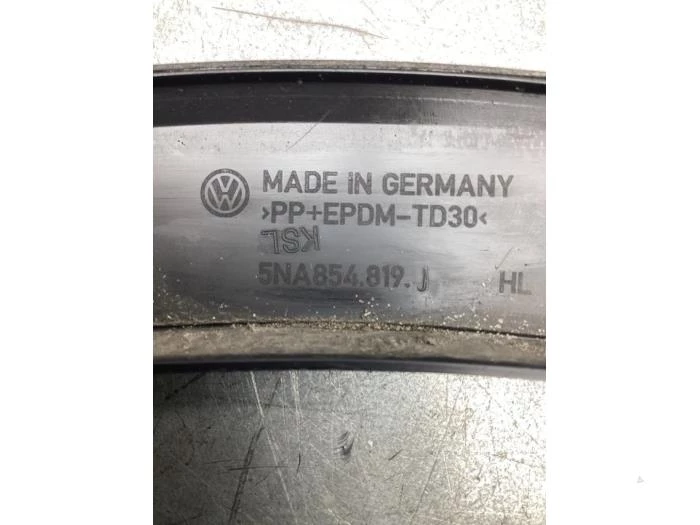 MADE IN GERMANY
>PP+EPDM-TD30<
KSL
5NA854.819.J HL